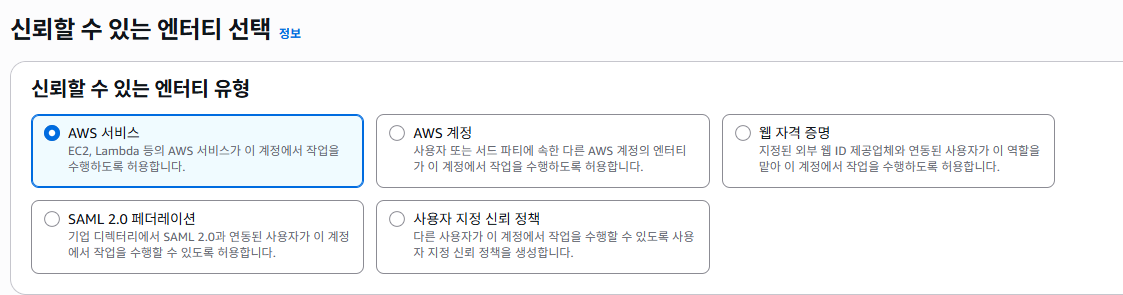 신뢰할 수 있는 엔터티 선택 정보
신뢰할 수 있는 엔터티 유형
AWS 서비스
EC2, Lambda 등의 AWS 서비스가 이 계정에서 작업을
수행하도록 허용합니다.
AWS 계정
사용자 또는 서드 파티에 속한 다른 AWS 계정의 엔터티
가 이 계정에서 작업을 수행하도록 허용합니다.
웹 자격 증명
지정된 외부 웹 ID 제공업체와 연동된 사용자가 이 역할을
맡아 이 계정에서 작업을 수행하도록 허용합니다.
SAML 2.0 페더레이션
기업 디렉터리에서 SAML 2.0과 연동된 사용자가 이 계정
에서 작업을 수행할 수 있도록 허용합니다.
사용자 지정 신뢰 정책
다른 사용자가 이 계정에서 작업을 수행할 수 있도록 사용
자 지정 신뢰 정책을 생성합니다.